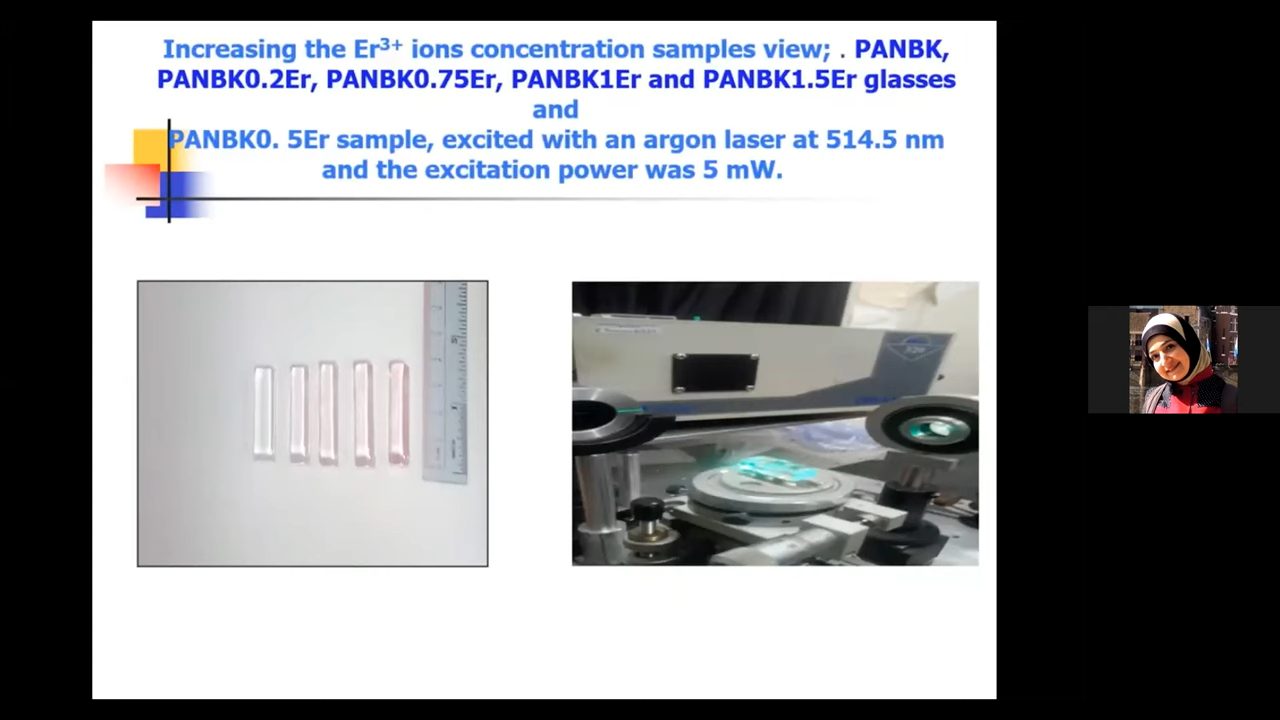 Increasing the Er³⁺ ions concentration samples view; . PANBK,
PANBK0.2Er, PANBK0.75Er, PANBK1Er and PANBK1.5Er glasses
and
PANBK0. 5Er sample, excited with an argon laser at 514.5 nm
and the excitation power was 5 mW.